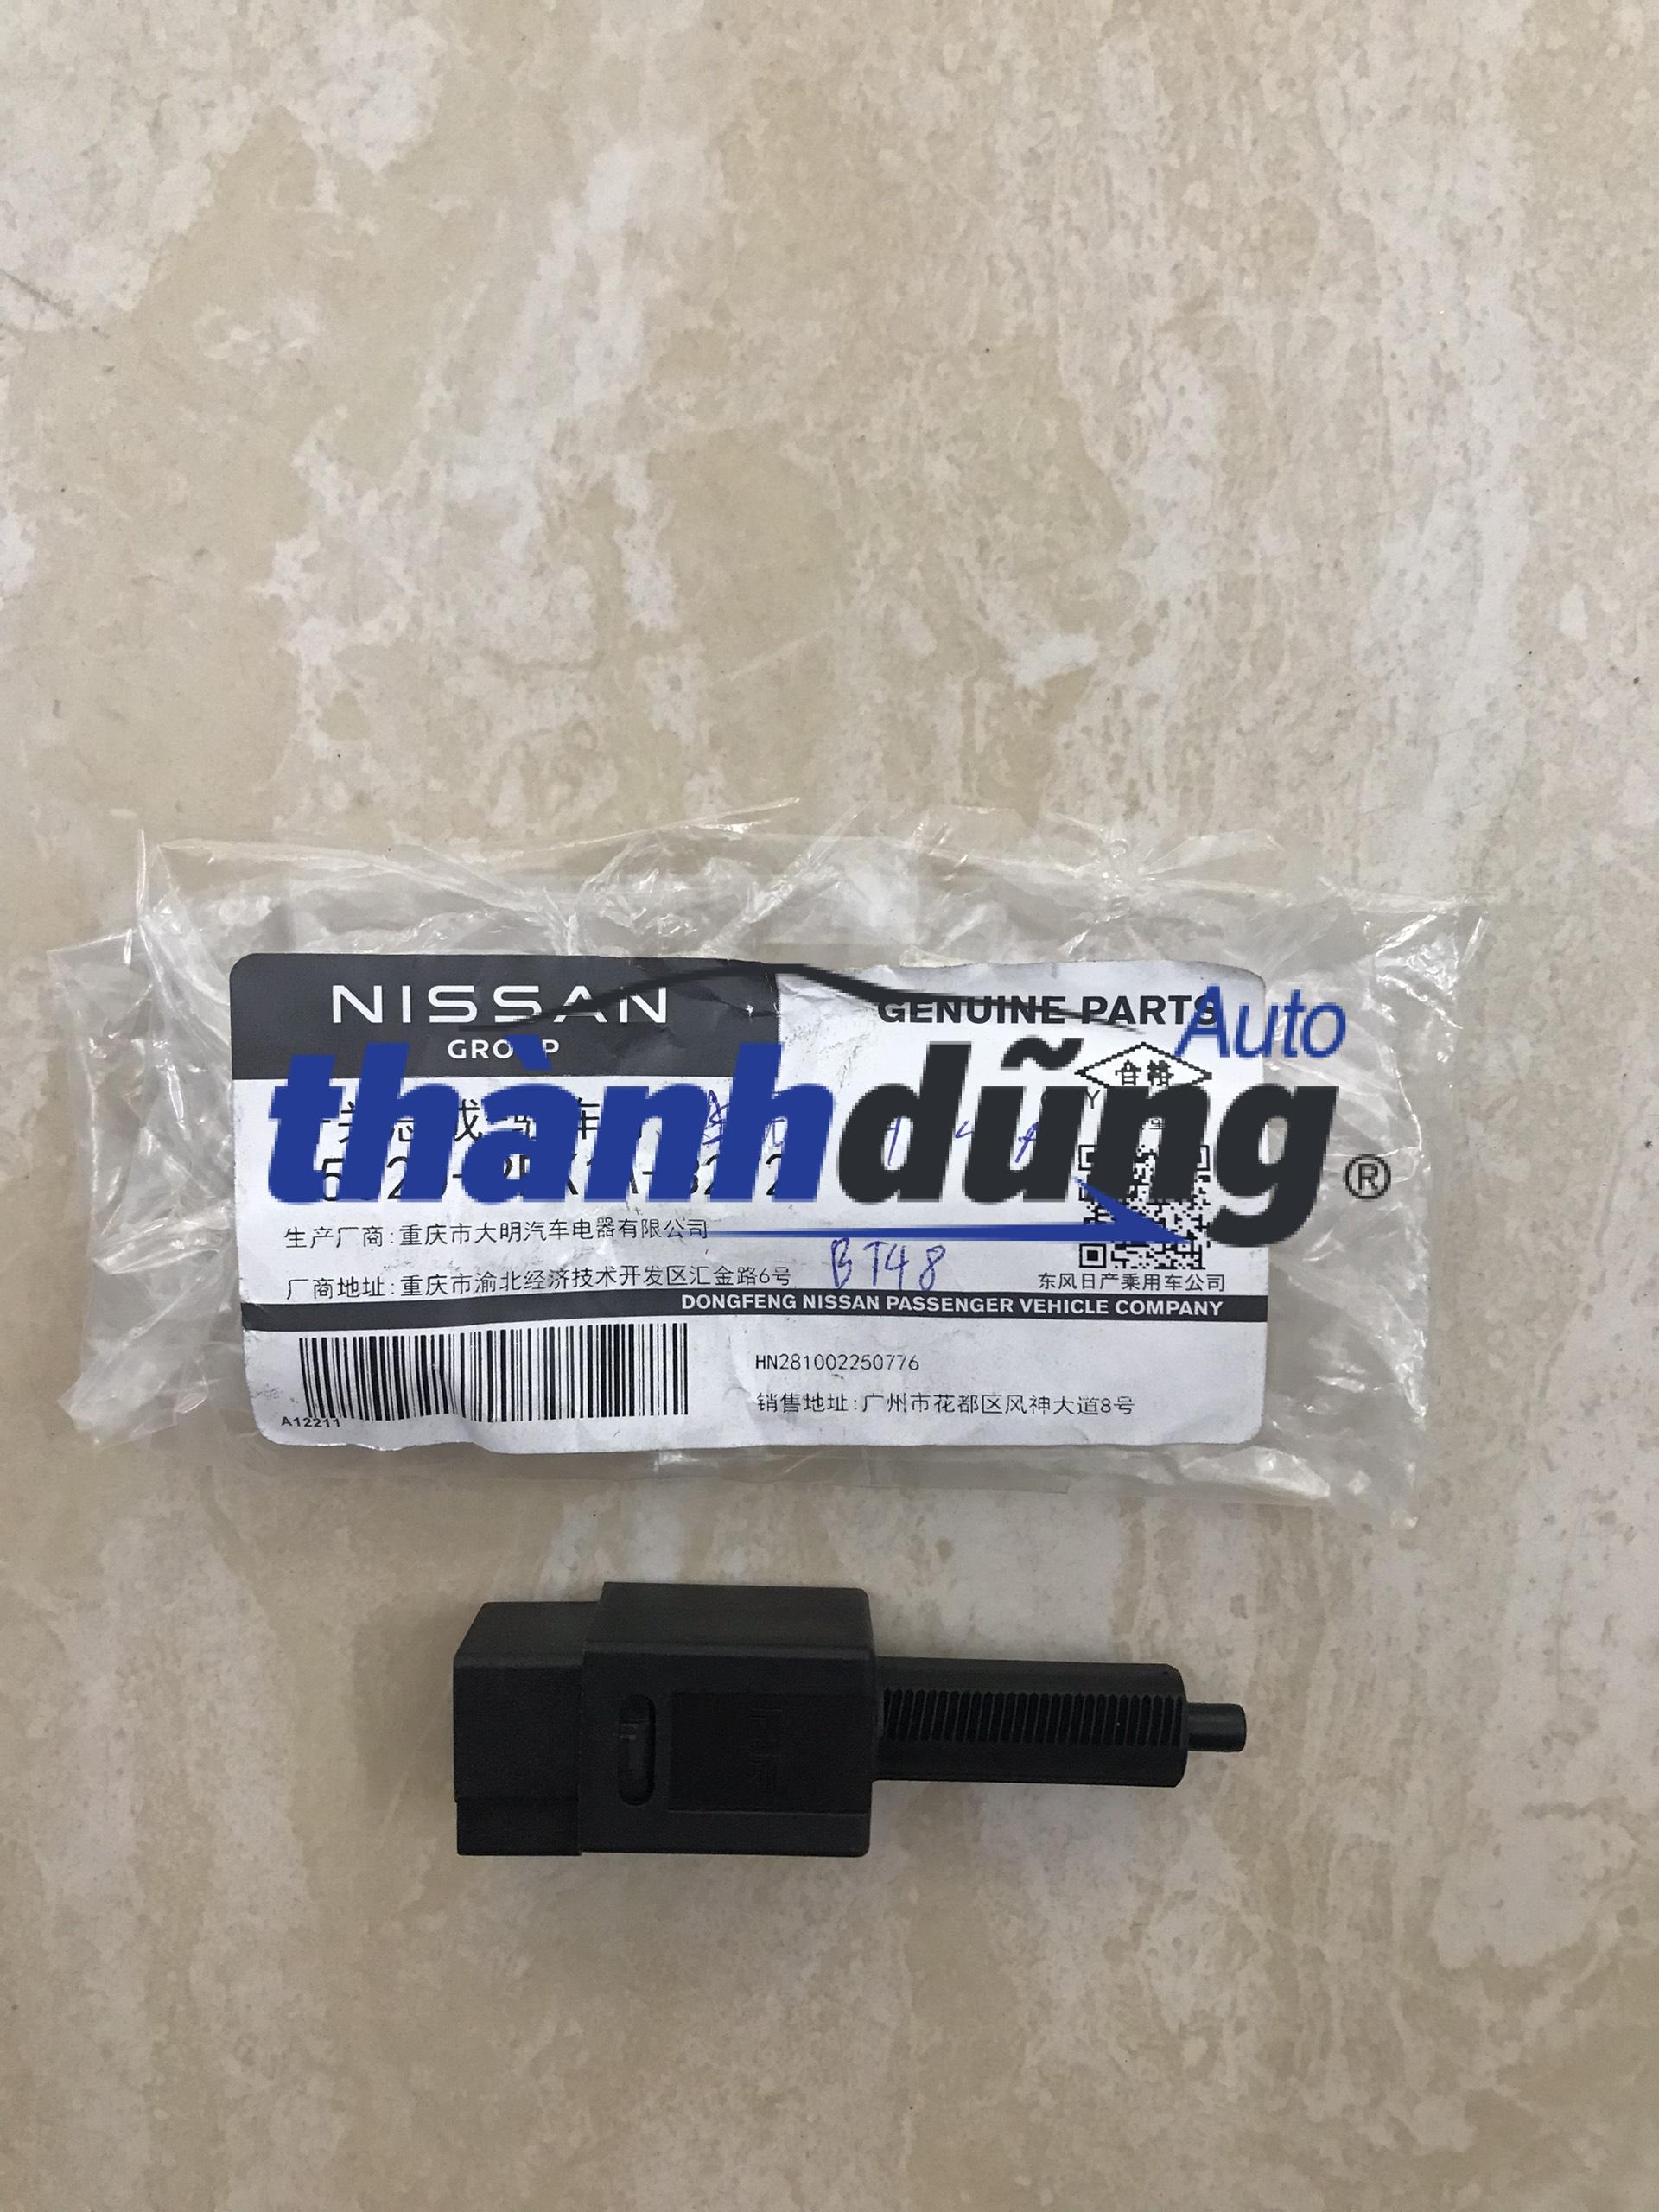 NISSAN
GENUINE PARTS
GROUP
Auto
thànhdũng
®
合格
生产厂商:重庆市大明汽车电器有限公司
厂商地址:重庆市渝北经济技术开发区汇金路6号
BT48
东风日产乘用车公司
DONGFENG NISSAN PASSENGER VEHICLE COMPANY
HN281002250776
销售地址:广州市花都区风神大道8号
A12211